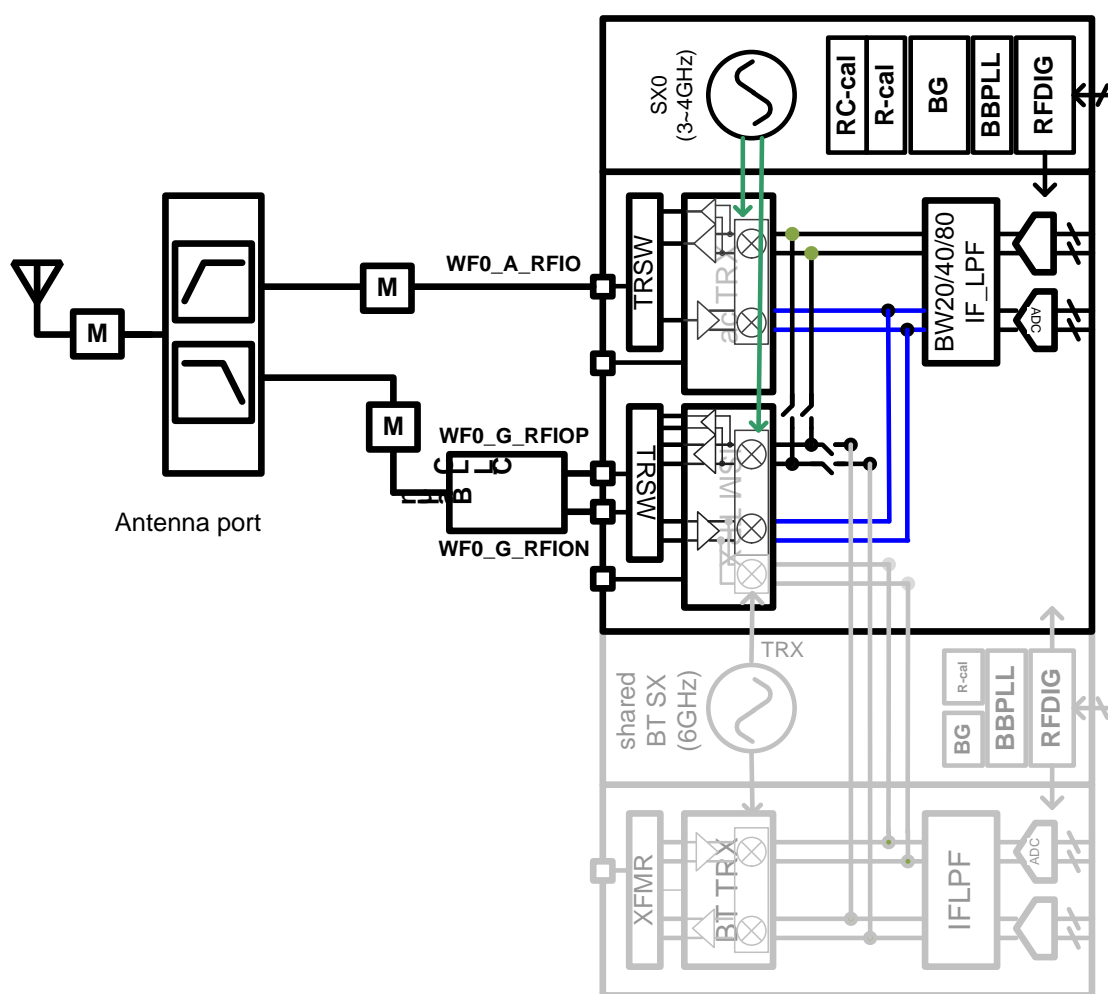 SX0
(3~4GHz)
RC-cal
R-cal
BG
BBPLL
RFDIG
WF0_A_RFIO
M
M
M
TRSW
BW20/40/80
IF_LPF
ADC
WF0_G_RFIOP
WF0_G_RFION
TRSW
Antenna port
TRX
shared
BT SX
(6GHz)
R-cal
BG
BBPLL
RFDIG
XFMR
BT TRX
IFLPF
ADC